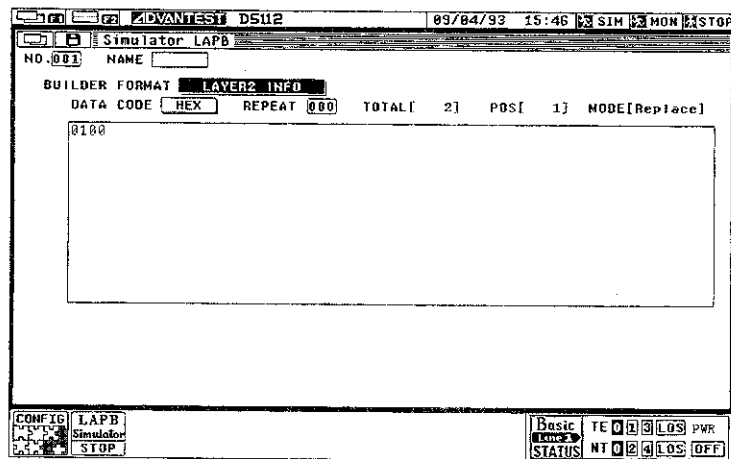 F1 F2 ADVANTEST D5112 09/04/93 15:46 SIM MON STOP
Simulator LAPB
NO.001 NAME
BUILDER FORMAT LAYER2 INFO
DATA CODE HEX REPEAT 000 TOTAL[ 2] POS[ 1] MODE[Replace]
0100
CONFIG LAPB Simulator STOP
Basic Line 1 STATUS
TE 0 1 3 LOS PWR
NT 0 2 4 LOS OFF